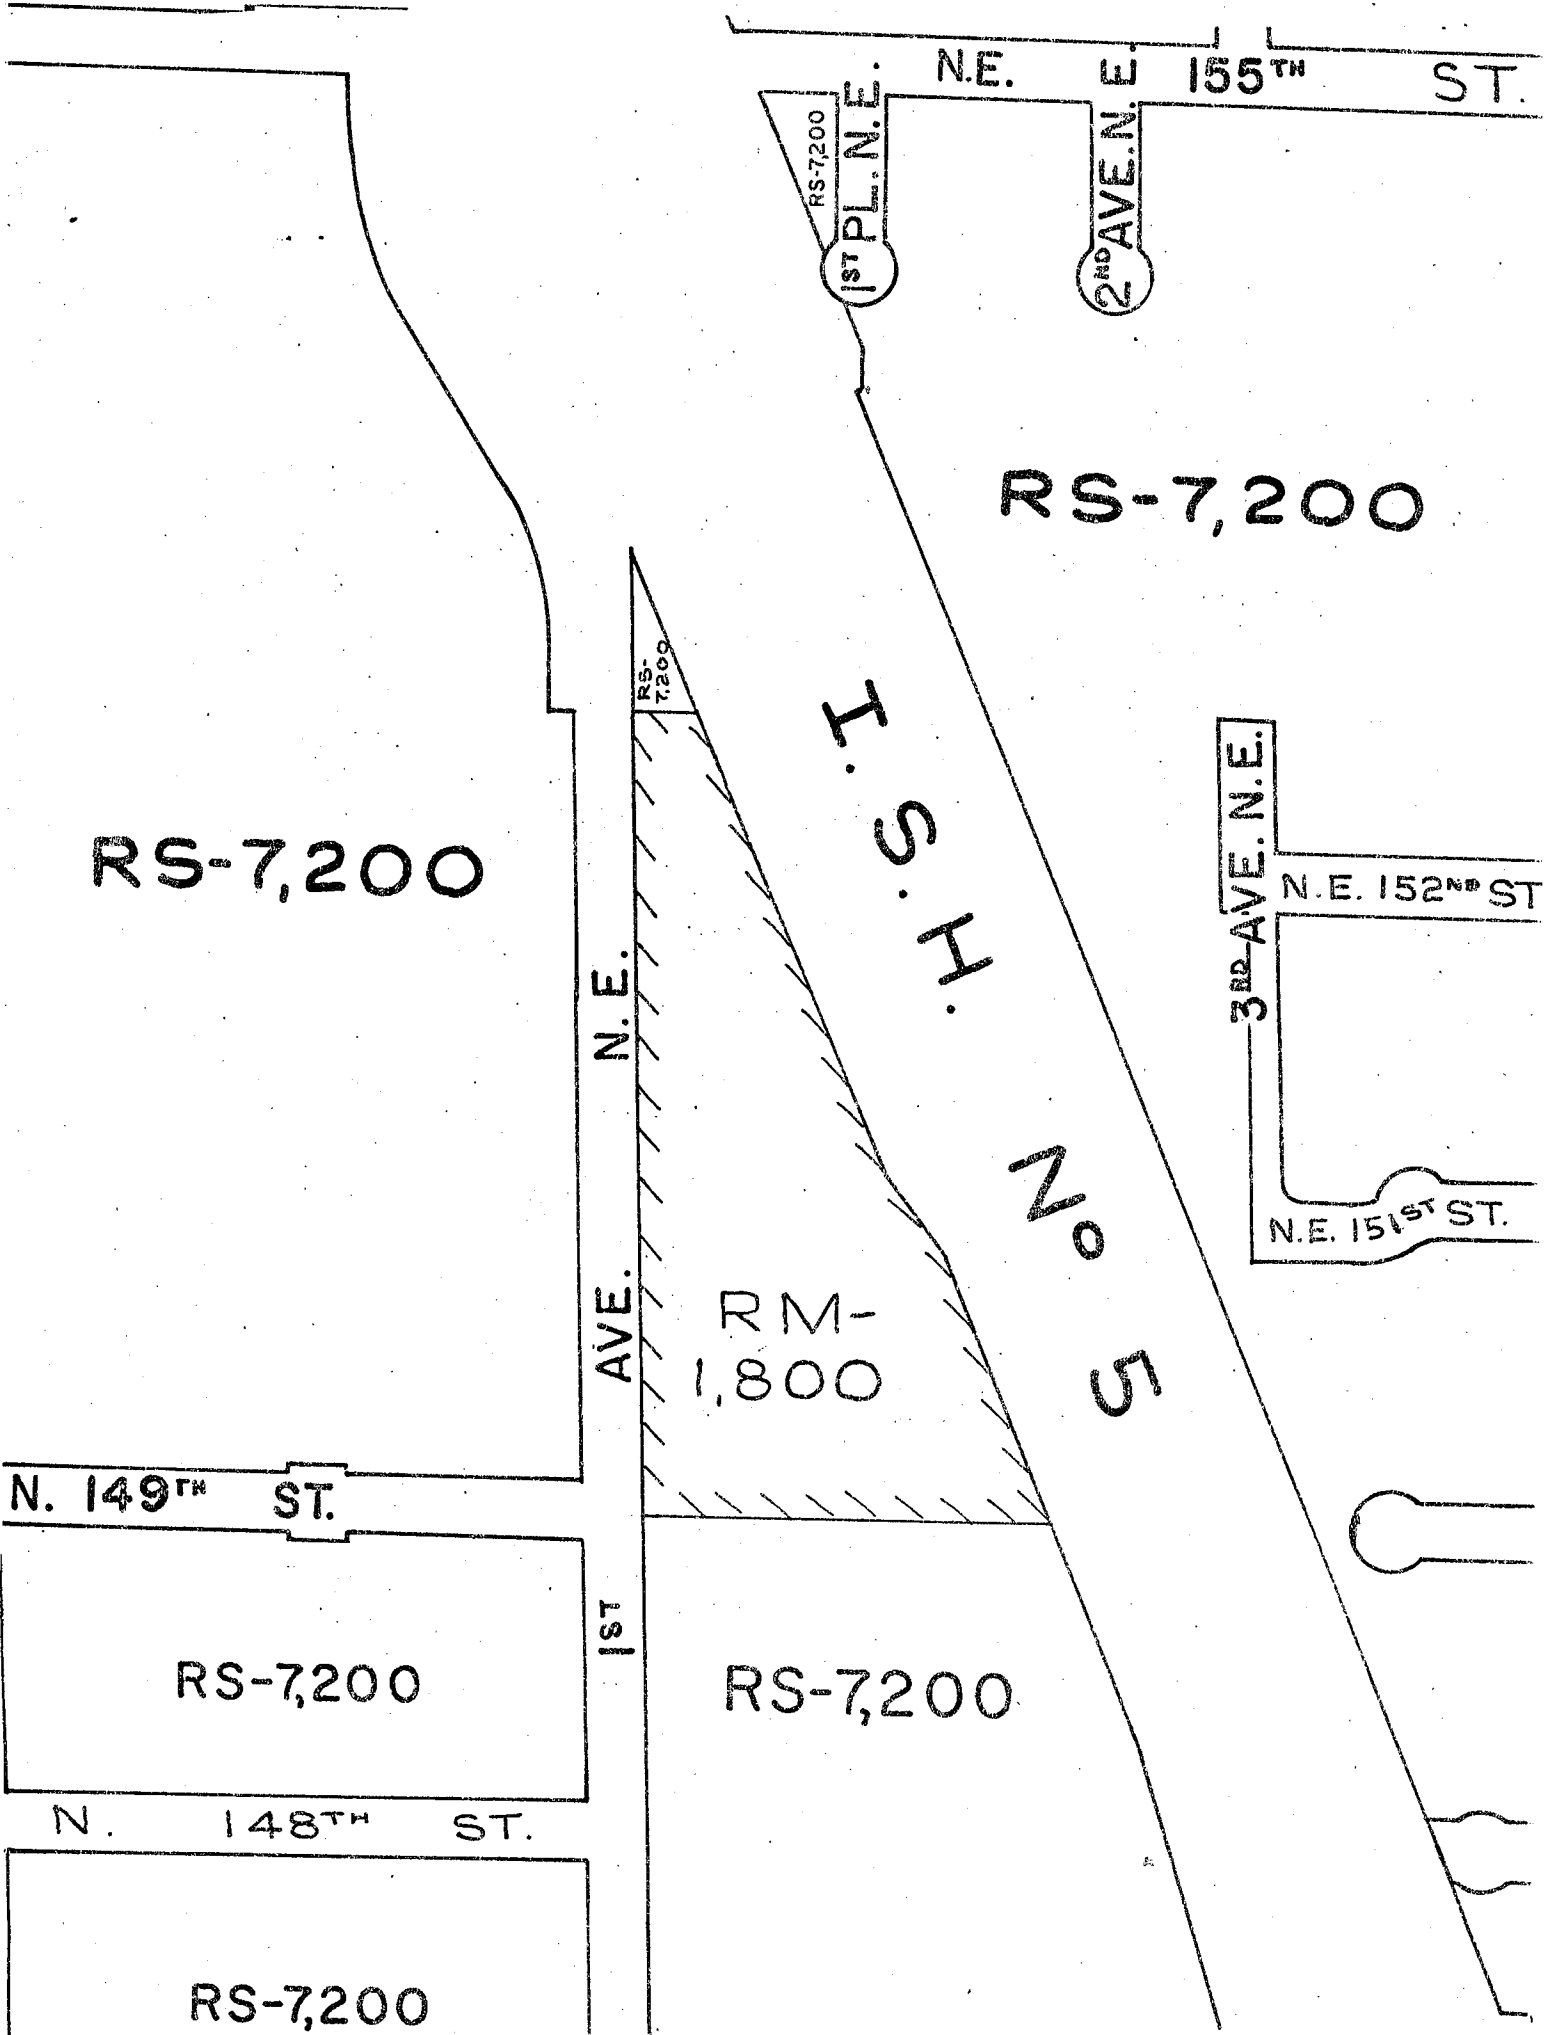 N.E. 155TH ST.
RS-7,200
1ST PL. N.E.
2ND AVE. N. E.
RS-7,200
RS-
7,200
I. S. H. No 5
3RD AVE. N.E.
RS-7,200
N.E. 152ND ST
N.E. 151ST ST.
1ST AVE. N. E.
RM-
1,800
N. 149TH ST.
RS-7,200
RS-7,200
N. 148TH ST.
RS-7,200